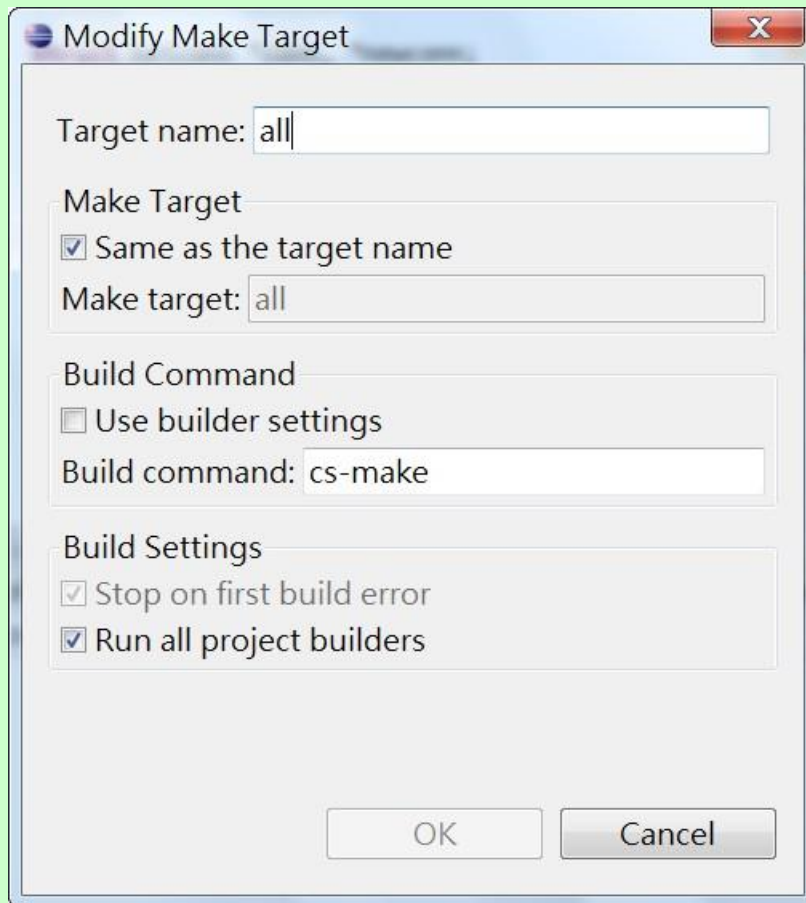 Modify Make Target
Target name: all
Make Target
Same as the target name
Make target: all
Build Command
Use builder settings
Build command: cs-make
Build Settings
Stop on first build error
Run all project builders
OK Cancel